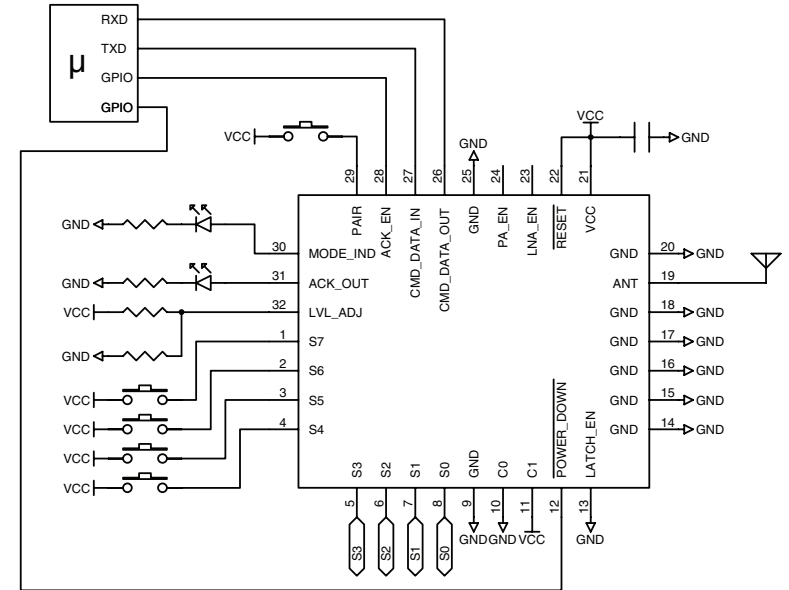 RXD
TXD
μ
GPIO
GPIO
VCC
GND
VCC
GND
29
28
27
26
25
24
23
22
21
PAIR
ACK_EN
CMD_DATA_IN
CMD_DATA_OUT
GND
PA_EN
LNA_EN
RESET
VCC
GND
30
MODE_IND
GND
20
GND
GND
31
ACK_OUT
ANT
19
VCC
32
LVL_ADJ
GND
18
GND
GND
1
S7
GND
17
GND
2
S6
GND
16
GND
VCC
3
S5
GND
15
GND
VCC
4
S4
GND
14
GND
VCC
VCC
S3
S2
S1
S0
GND
C0
C1
POWER_DOWN
LATCH_EN
5
6
7
8
9
10
11
12
13
S3
S2
S1
S0
GND
GND
VCC
GND